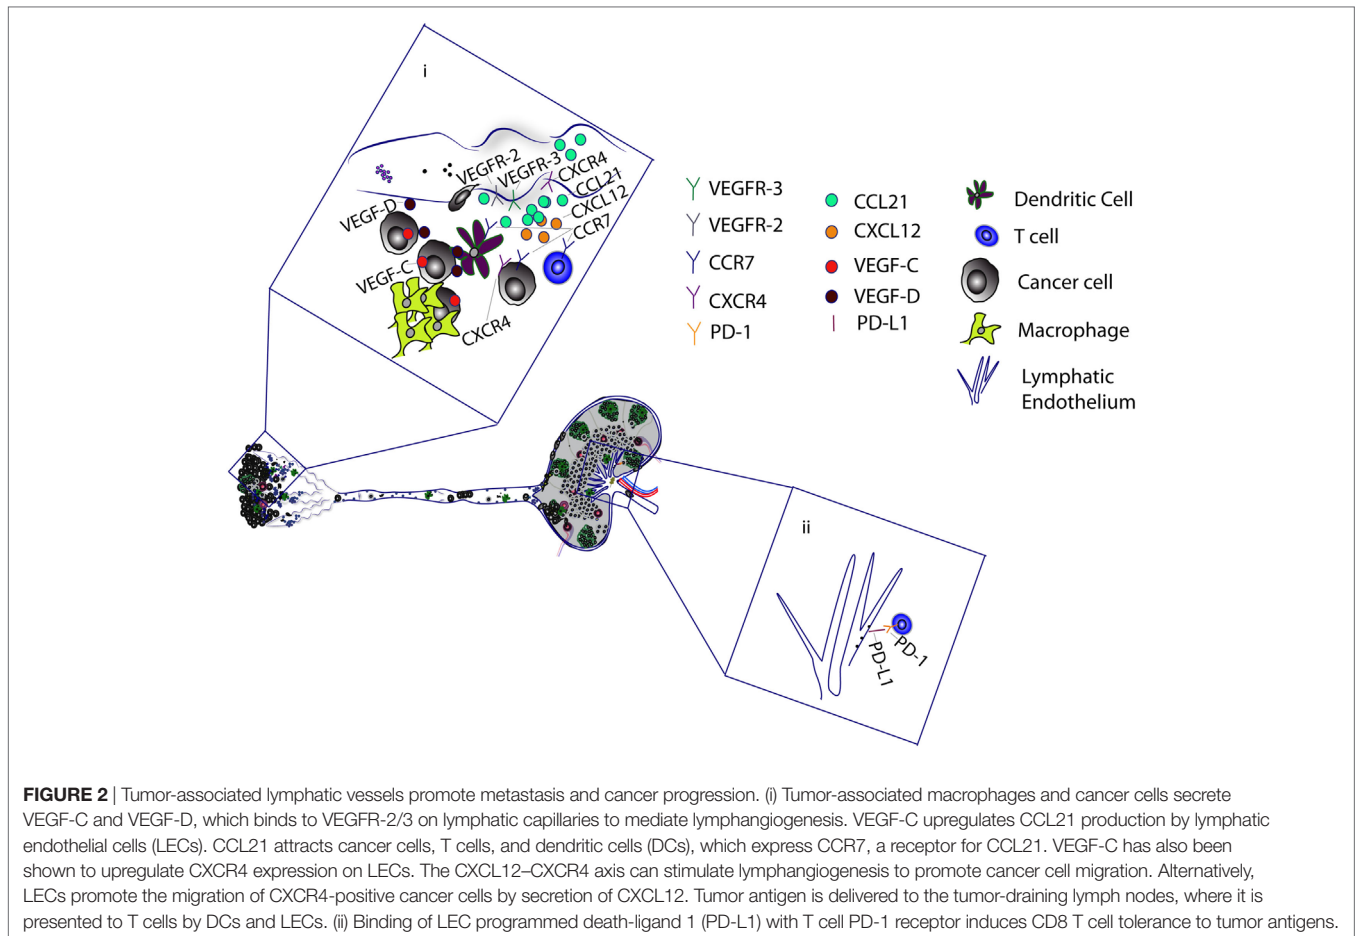 i
VEGFR-2
VEGFR-3
CXCR4
CCL21
CXCL12
CCR7
VEGF-D
VEGF-C
CXCR4
VEGFR-3
VEGFR-2
CCR7
CXCR4
PD-1
CCL21
CXCL12
VEGF-C
VEGF-D
PD-L1
Dendritic Cell
T cell
Cancer cell
Macrophage
Lymphatic
Endothelium
ii
PD-1
PD-L1
FIGURE 2 | Tumor-associated lymphatic vessels promote metastasis and cancer progression. (i) Tumor-associated macrophages and cancer cells secrete
VEGF-C and VEGF-D, which binds to VEGFR-2/3 on lymphatic capillaries to mediate lymphangiogenesis. VEGF-C upregulates CCL21 production by lymphatic
endothelial cells (LECs). CCL21 attracts cancer cells, T cells, and dendritic cells (DCs), which express CCR7, a receptor for CCL21. VEGF-C has also been
shown to upregulate CXCR4 expression on LECs. The CXCL12–CXCR4 axis can stimulate lymphangiogenesis to promote cancer cell migration. Alternatively,
LECs promote the migration of CXCR4-positive cancer cells by secretion of CXCL12. Tumor antigen is delivered to the tumor-draining lymph nodes, where it is
presented to T cells by DCs and LECs. (ii) Binding of LEC programmed death-ligand 1 (PD-L1) with T cell PD-1 receptor induces CD8 T cell tolerance to tumor antigens.